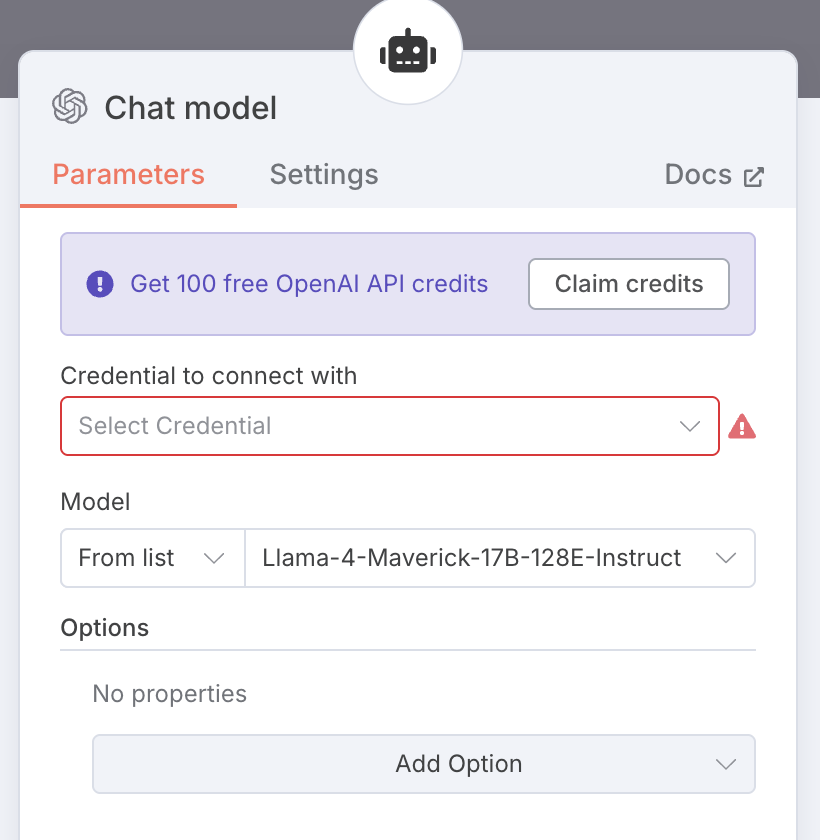 Chat model
Parameters Settings Docs
Get 100 free OpenAI API credits Claim credits
Credential to connect with
Select Credential
Model
From list Llama-4-Maverick-17B-128E-Instruct
Options
No properties
Add Option